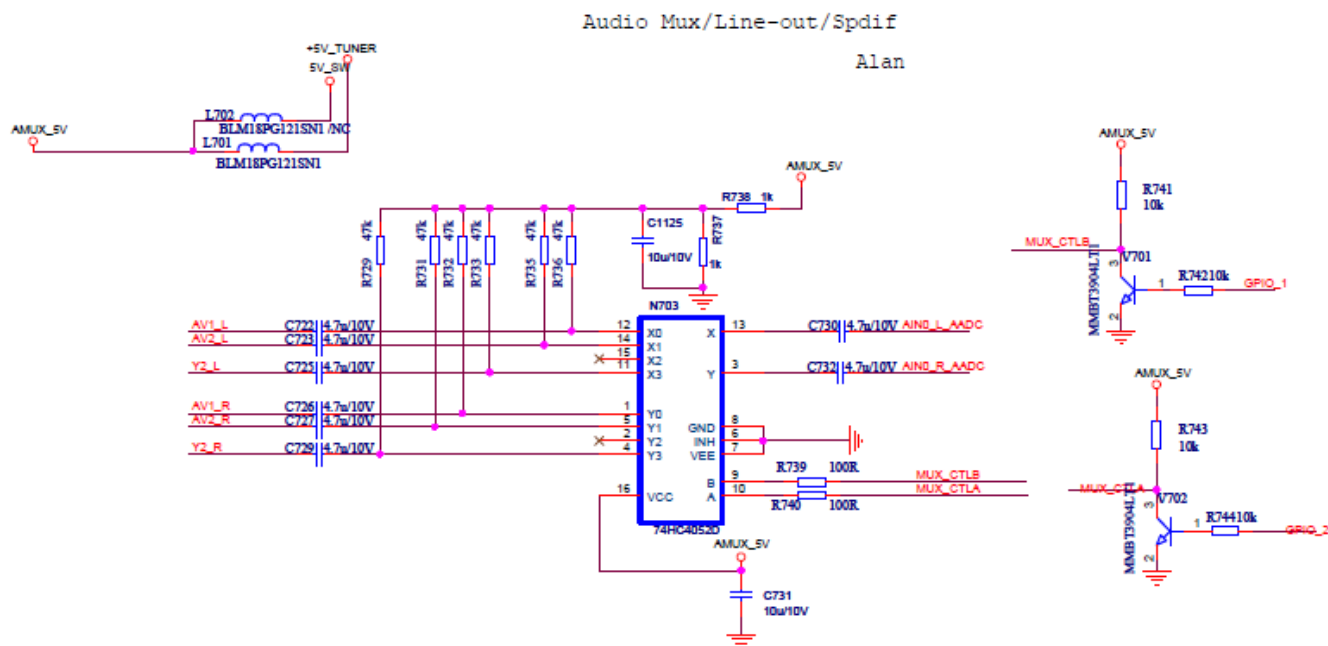 Audio Mux/Line-out/Spdif
Alan
+5V_TUNER
5V_SW
L702
BLM18PG121SN1 /NC
AMUX_5V
L701
BLM18PG121SN1
AMUX_5V
R738 1k
47k
47k
47k
47k
47k
47k
R729
R731
R732
R733
R735
R736
C1125
10u/10V
R737
1k
N703
AV1_L C722 4.7u/10V 12 X0 X 13 C730 4.7u/10V AIN0_L_AADC
AV2_L C723 4.7u/10V 14 X1
15 X2
Y2_L C725 4.7u/10V 11 X3 Y 3 C732 4.7u/10V AIN0_R_AADC
AV1_R C726 4.7u/10V 1 Y0
AV2_R C727 4.7u/10V 5 Y1 GND 8
2 Y2 INH 6
Y2_R C729 4.7u/10V 4 Y3 VEE 7
B 9 R739 100R MUX_CTLB
16 VCC A 10 R740 100R MUX_CTLA
74HC4052D
AMUX_5V
C731
10u/10V
AMUX_5V
R741
10k
MUX_CTLB
MMBT3904LT1
3
V701
1
R742 10k
GPIO_1
2
AMUX_5V
R743
10k
MUX_CTLA
MMBT3904LT1
3
V702
1
R744 10k
GPIO_2
2